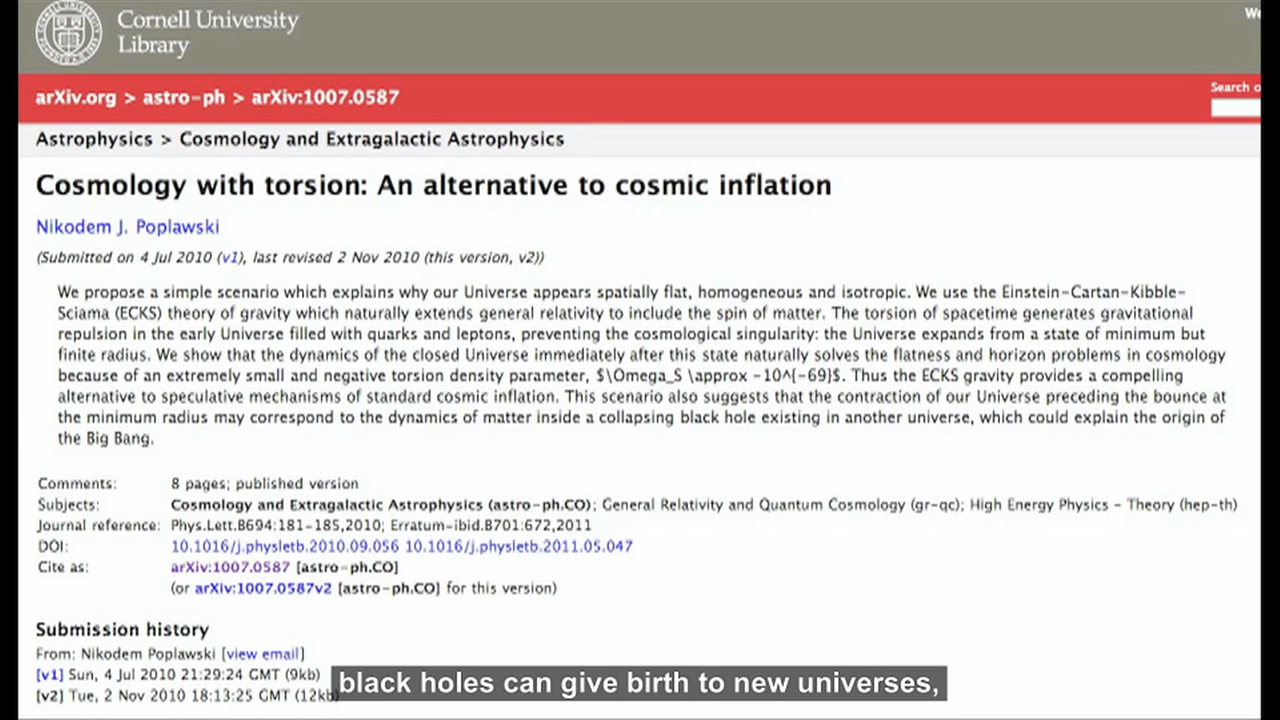 Cornell University
Library
We
arXiv.org > astro-ph > arXiv:1007.0587
Search o
Astrophysics > Cosmology and Extragalactic Astrophysics
Cosmology with torsion: An alternative to cosmic inflation
Nikodem J. Poplawski
(Submitted on 4 Jul 2010 (v1), last revised 2 Nov 2010 (this version, v2))
We propose a simple scenario which explains why our Universe appears spatially flat, homogeneous and isotropic. We use the Einstein-Cartan-Kibble-
Sciama (ECKS) theory of gravity which naturally extends general relativity to include the spin of matter. The torsion of spacetime generates gravitational
repulsion in the early Universe filled with quarks and leptons, preventing the cosmological singularity: the Universe expands from a state of minimum but
finite radius. We show that the dynamics of the closed Universe immediately after this state naturally solves the flatness and horizon problems in cosmology
because of an extremely small and negative torsion density parameter, $\Omega_S \approx -10^{-69}$. Thus the ECKS gravity provides a compelling
alternative to speculative mechanisms of standard cosmic inflation. This scenario also suggests that the contraction of our Universe preceding the bounce at
the minimum radius may correspond to the dynamics of matter inside a collapsing black hole existing in another universe, which could explain the origin of
the Big Bang.
Comments: 8 pages; published version
Subjects: Cosmology and Extragalactic Astrophysics (astro-ph.CO); General Relativity and Quantum Cosmology (gr-qc); High Energy Physics - Theory (hep-th)
Journal reference: Phys.Lett.B694:181-185,2010; Erratum-ibid.B701:672,2011
DOI: 10.1016/j.physletb.2010.09.056 10.1016/j.physletb.2011.05.047
Cite as: arXiv:1007.0587 [astro-ph.CO]
(or arXiv:1007.0587v2 [astro-ph.CO] for this version)
Submission history
From: Nikodem Poplawski [view email]
[v1] Sun, 4 Jul 2010 21:29:24 GMT (9kb)
[v2] Tue, 2 Nov 2010 18:13:25 GMT (12kb)
black holes can give birth to new universes,